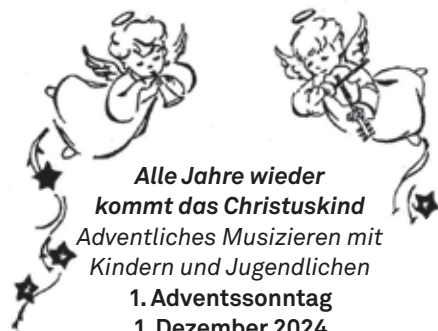 Alle Jahre wieder
kommt das Christuskind
Adventliches Musizieren mit
Kindern und Jugendlichen
1. Adventssonntag
1. Dezember 2024